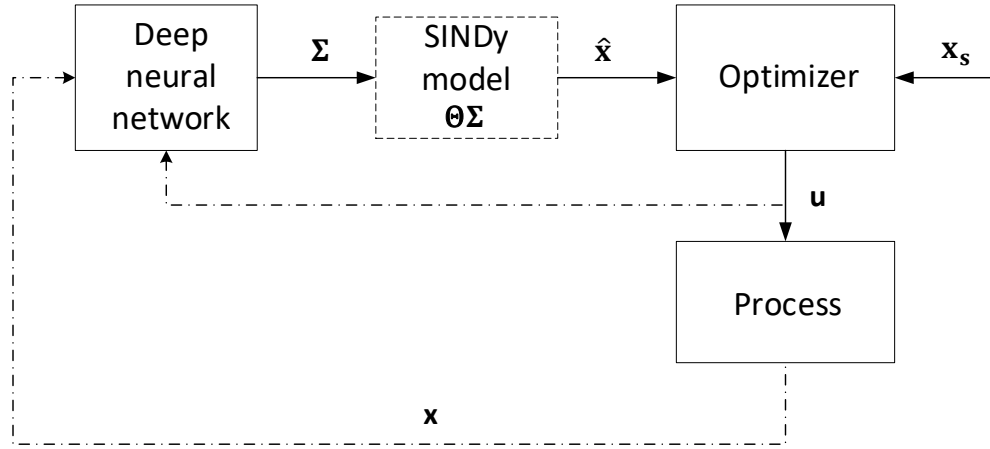 Deep
neural
network
Σ
SINDy
model
ΘΣ
x̂
Optimizer
xₛ
u
Process
x